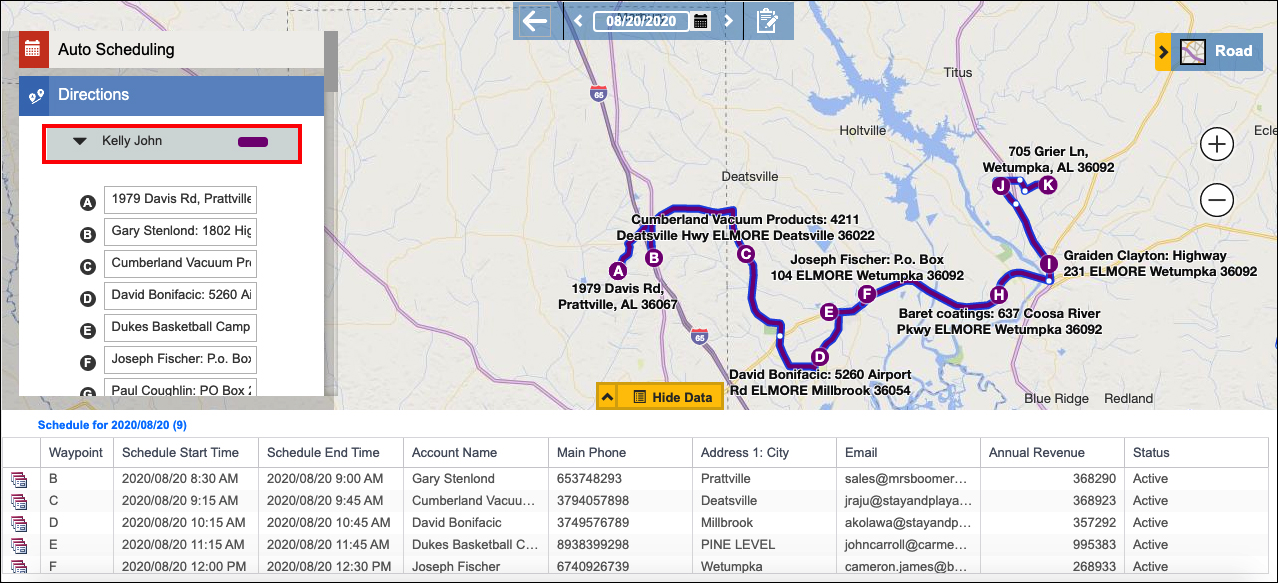 08/20/2020
Auto Scheduling
Directions
Kelly John
A 1979 Davis Rd, Prattville
B Gary Stenlond: 1802 Hig
C Cumberland Vacuum Pr
D David Bonifacic: 5260 Ai
E Dukes Basketball Camp
F Joseph Fischer: P.o. Box
G Paul Coughlin: PO Box 2
Road
Titus
65
Holtville
Ecle
705 Grier Ln,
Wetumpka, AL 36092
Deatsville
J
K
Cumberland Vacuum Products: 4211
Deatsville Hwy ELMORE Deatsville 36022
A
B
C
Joseph Fischer: P.o. Box
104 ELMORE Wetumpka 36092
I
Graiden Clayton: Highway
231 ELMORE Wetumpka 36092
1979 Davis Rd,
Prattville, AL 36067
F
H
E
Baret coatings: 637 Coosa River
Pkwy ELMORE Wetumpka 36092
65
D
David Bonifacic: 5260 Airport
Rd ELMORE Millbrook 36054
Hide Data
Blue Ridge
Redland
Schedule for 2020/08/20 (9)
Waypoint Schedule Start Time Schedule End Time Account Name Main Phone Address 1: City Email Annual Revenue Status
B 2020/08/20 8:30 AM 2020/08/20 9:00 AM Gary Stenlond 653748293 Prattville sales@mrsboomer... 368290 Active
C 2020/08/20 9:15 AM 2020/08/20 9:45 AM Cumberland Vacuu... 3794057898 Deatsville jraju@stayandplaya... 368923 Active
D 2020/08/20 10:15 AM 2020/08/20 10:45 AM David Bonifacic 3749576789 Millbrook akolawa@stayandp... 357292 Active
E 2020/08/20 11:15 AM 2020/08/20 11:45 AM Dukes Basketball C... 8938399298 PINE LEVEL johncarroll@carme... 995383 Active
F 2020/08/20 12:00 PM 2020/08/20 12:30 PM Joseph Fischer 6740926739 Wetumpka cameron.james@b... 268933 Active